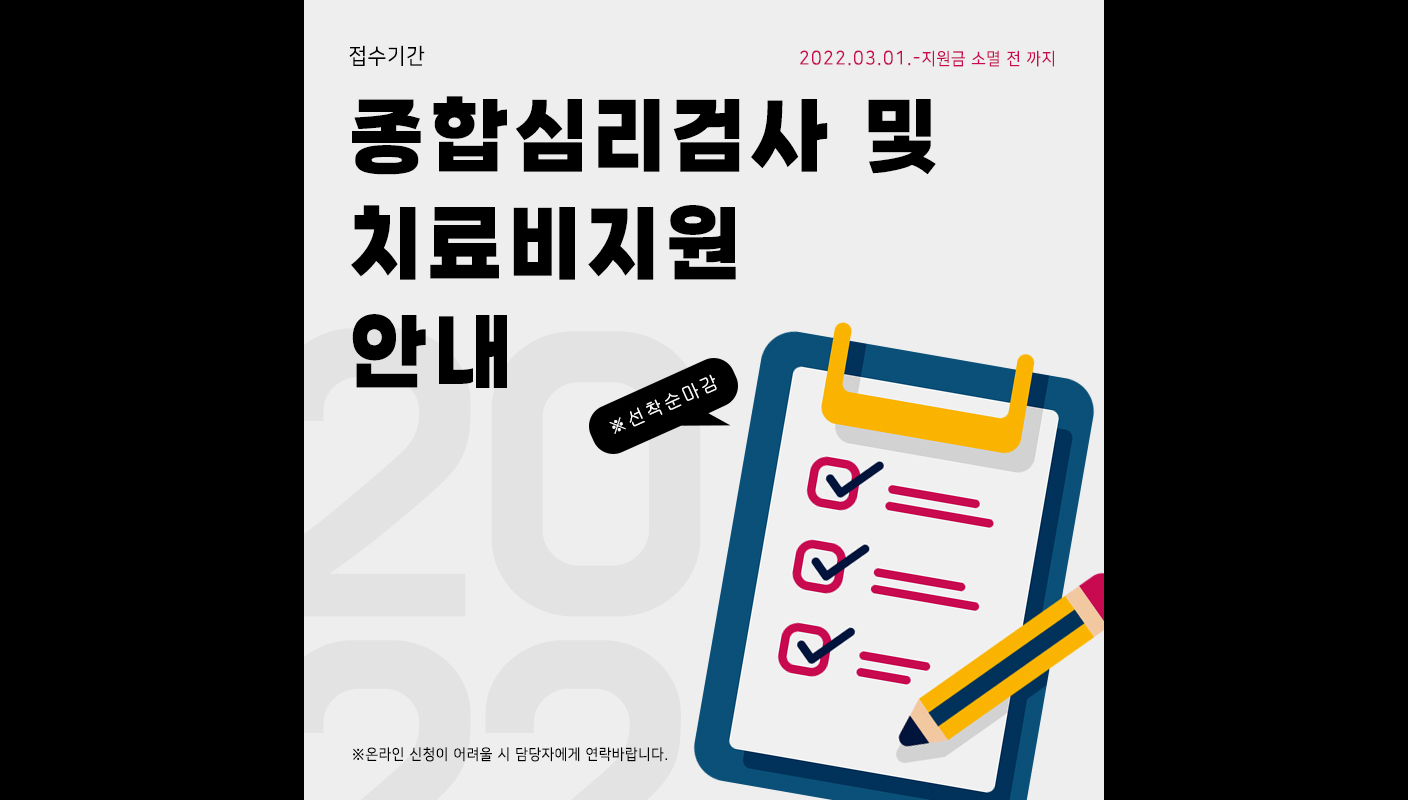 접수기간
2022.03.01.-지원금 소멸 전 까지
종합심리검사 및
치료비지원
안내
※선착순마감
20
22
※온라인 신청이 어려울 시 담당자에게 연락바랍니다.